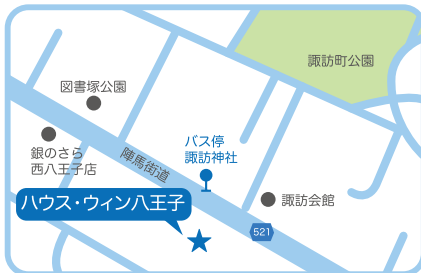 諏訪町公園
図書塚公園
バス停
諏訪神社
銀のさら
西八王子店
陣馬街道
ハウス・ウィン八王子
諏訪会館
521